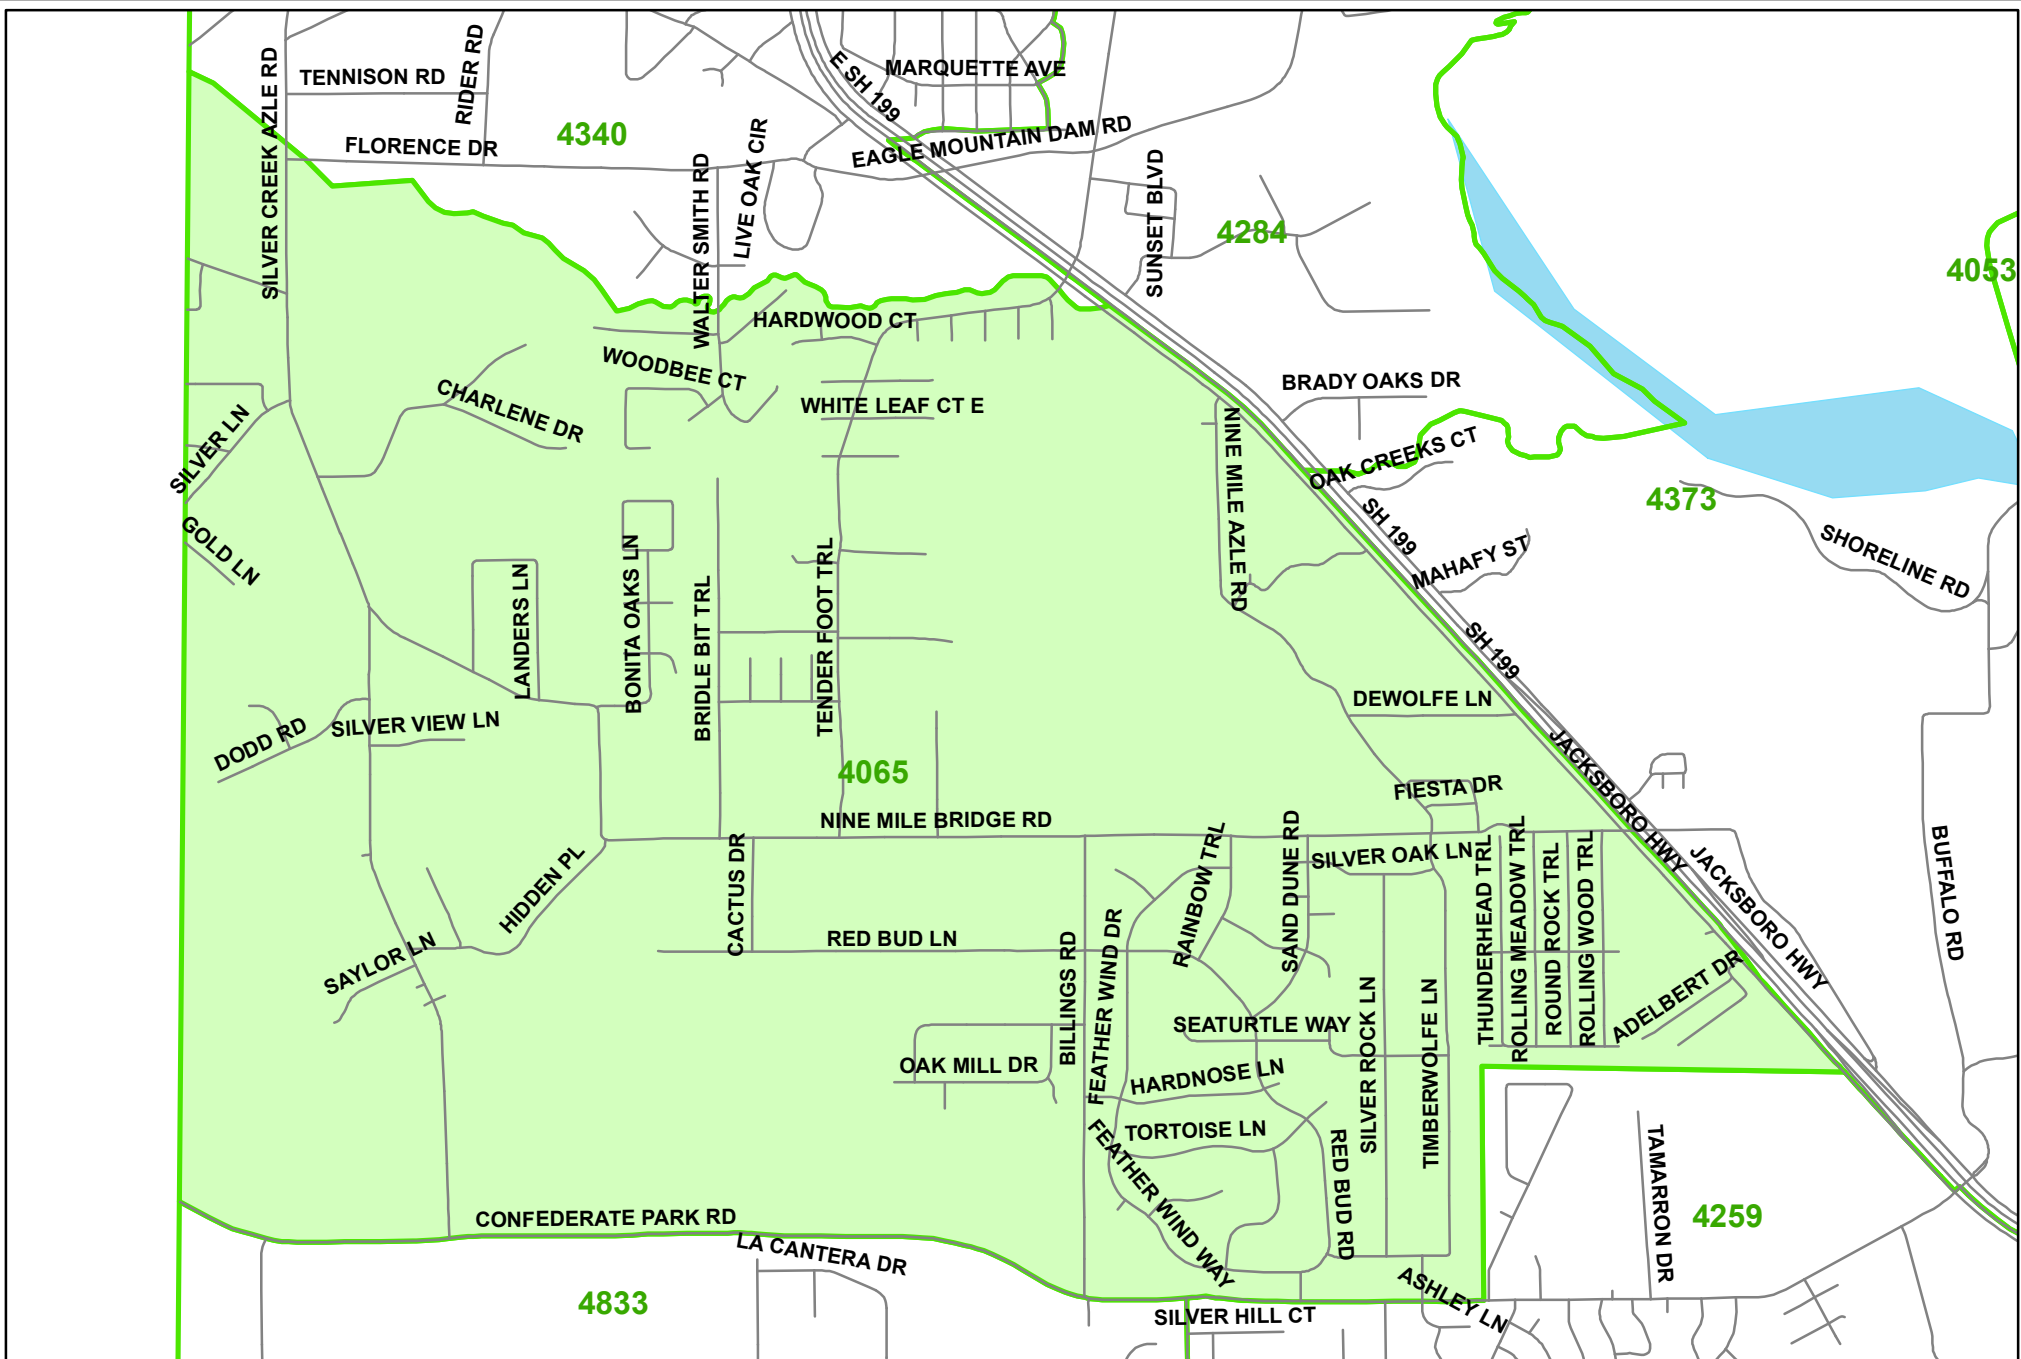 TENNISON RD
RIDER RD
SILVER CREEK AZLE RD
FLORENCE DR
4340
E SH 199
MARQUETTE AVE
EAGLE MOUNTAIN DAM RD
LIVE OAK CIR
WALTER SMITH RD
SUNSET BLVD
4284
4053
HARDWOOD CT
WOODBEE CT
CHARLENE DR
WHITE LEAF CT E
BRADY OAKS DR
SILVER LN
NINE MILE AZLE RD
OAK CREEKS CT
4373
GOLD LN
SH 199
MAHAFY ST
SHORELINE RD
LANDERS LN
BONITA OAKS LN
BRIDLE BIT TRL
TENDER FOOT TRL
SH 199
DODD RD
SILVER VIEW LN
DEWOLFE LN
4065
JACKSBORO HWY
FIESTA DR
NINE MILE BRIDGE RD
HIDDEN PL
CACTUS DR
RAINBOW TRL
SAND DUNE RD
SILVER OAK LN
THUNDERHEAD TRL
ROLLING MEADOW TRL
ROUND ROCK TRL
ROLLING WOOD TRL
JACKSBORO HWY
BUFFALO RD
SAYLOR LN
RED BUD LN
BILLINGS RD
FEATHER WIND DR
ADELBERT DR
SEATURTLE WAY
SILVER ROCK LN
TIMBERWOLFE LN
OAK MILL DR
HARDNOSE LN
TORTOISE LN
FEATHER WIND WAY
RED BUD RD
TAMARRON DR
4259
CONFEDERATE PARK RD
LA CANTERA DR
4833
SILVER HILL CT
ASHLEY LN